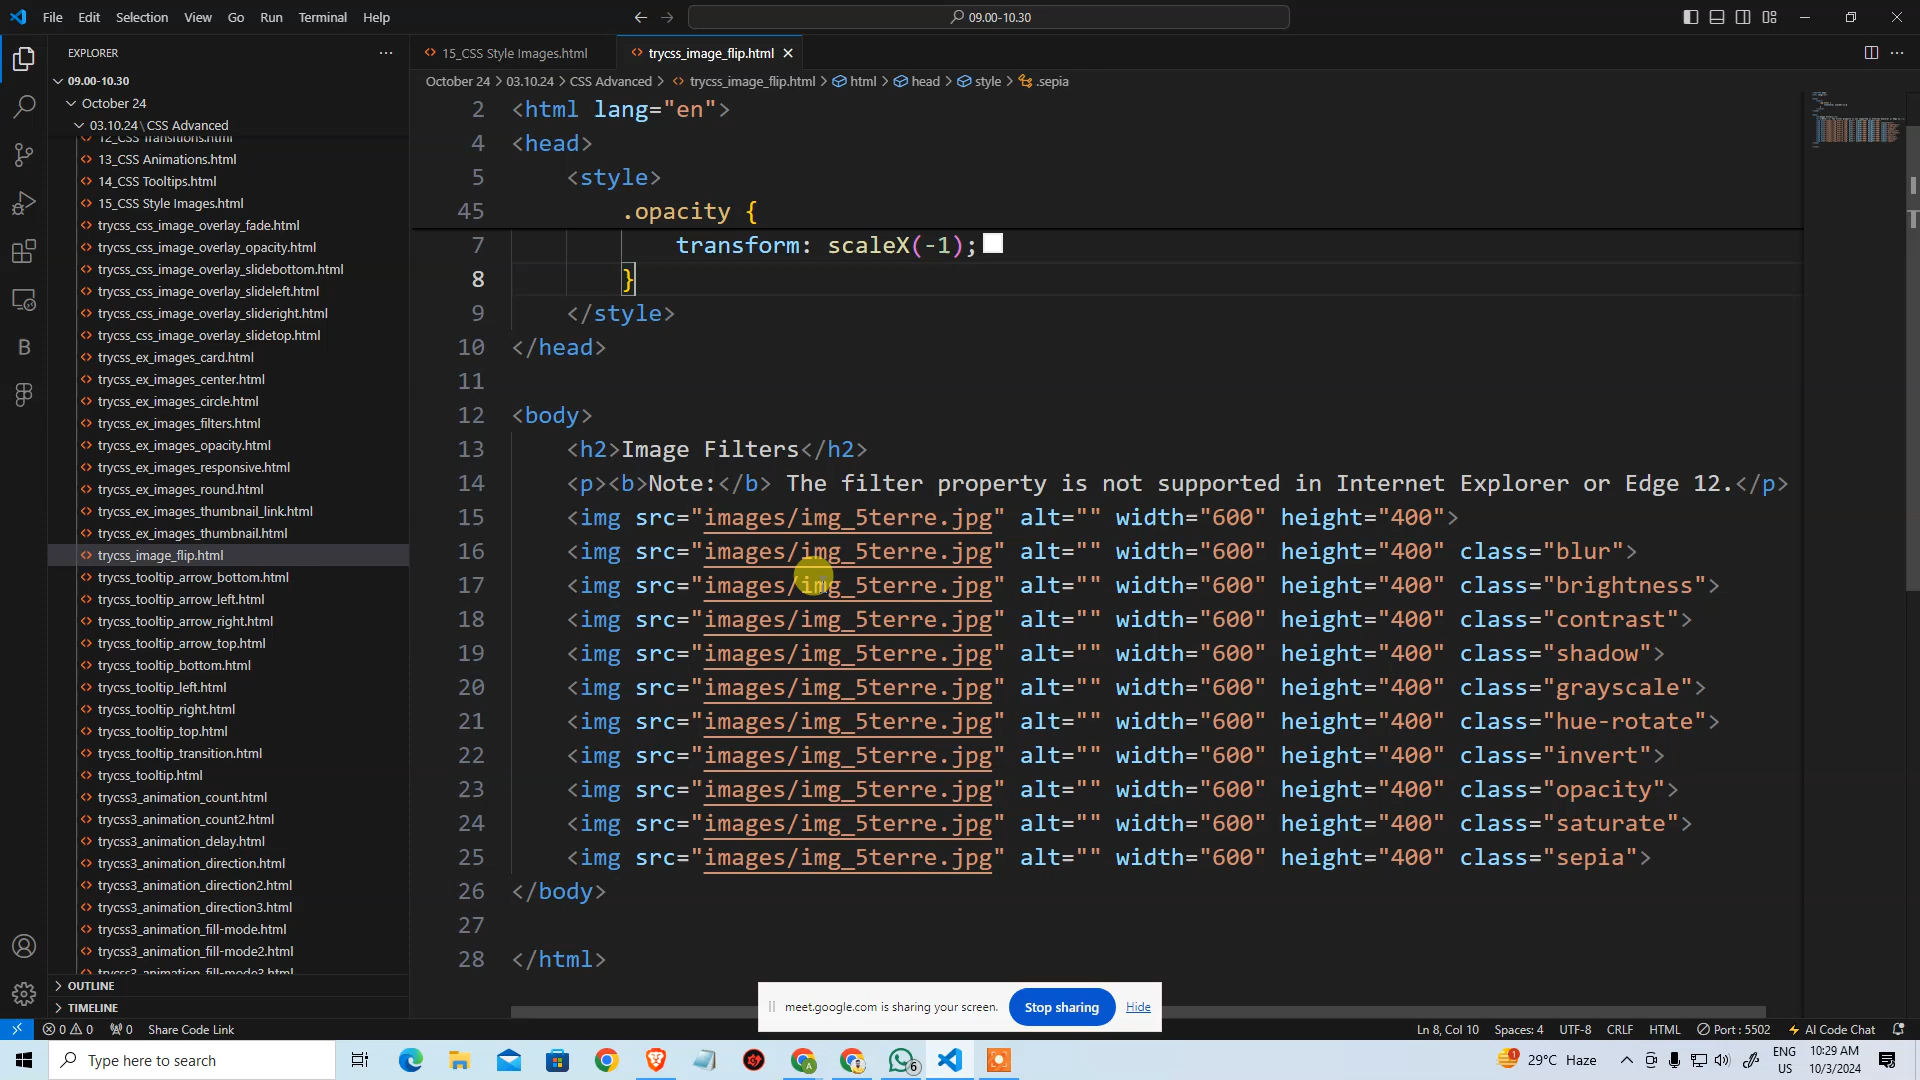 File Edit Selection View Go Run Terminal Help
09.00-10.30
EXPLORER
15_CSS Style Images.html
trycss_image_flip.html
09.00-10.30
October 24 > 03.10.24 > CSS Advanced > trycss_image_flip.html > html > head > style > .sepia
October 24
03.10.24 \ CSS Advanced
12_CSS Transitions.html
13_CSS Animations.html
14_CSS Tooltips.html
15_CSS Style Images.html
trycss_css_image_overlay_fade.html
trycss_css_image_overlay_opacity.html
trycss_css_image_overlay_slidebottom.html
trycss_css_image_overlay_slideleft.html
trycss_css_image_overlay_slideright.html
trycss_css_image_overlay_slidetop.html
trycss_ex_images_card.html
trycss_ex_images_center.html
trycss_ex_images_circle.html
trycss_ex_images_filters.html
trycss_ex_images_opacity.html
trycss_ex_images_responsive.html
trycss_ex_images_round.html
trycss_ex_images_thumbnail_link.html
trycss_ex_images_thumbnail.html
trycss_image_flip.html
trycss_tooltip_arrow_bottom.html
trycss_tooltip_arrow_left.html
trycss_tooltip_arrow_right.html
trycss_tooltip_arrow_top.html
trycss_tooltip_bottom.html
trycss_tooltip_left.html
trycss_tooltip_right.html
trycss_tooltip_top.html
trycss_tooltip_transition.html
trycss_tooltip.html
trycss3_animation_count.html
trycss3_animation_count2.html
trycss3_animation_delay.html
trycss3_animation_direction.html
trycss3_animation_direction2.html
trycss3_animation_direction3.html
trycss3_animation_fill-mode.html
trycss3_animation_fill-mode2.html
trycss3_animation_fill-mode3.html
OUTLINE
TIMELINE
2 <html lang="en">
4 <head>
5 <style>
45 .opacity {
7 transform: scaleX(-1);
8 }
9 </style>
10 </head>
11
12 <body>
13 <h2>Image Filters</h2>
14 <p><b>Note:</b> The filter property is not supported in Internet Explorer or Edge 12.</p>
15 <img src="images/img_5terre.jpg" alt="" width="600" height="400">
16 <img src="images/img_5terre.jpg" alt="" width="600" height="400" class="blur">
17 <img src="images/img_5terre.jpg" alt="" width="600" height="400" class="brightness">
18 <img src="images/img_5terre.jpg" alt="" width="600" height="400" class="contrast">
19 <img src="images/img_5terre.jpg" alt="" width="600" height="400" class="shadow">
20 <img src="images/img_5terre.jpg" alt="" width="600" height="400" class="grayscale">
21 <img src="images/img_5terre.jpg" alt="" width="600" height="400" class="hue-rotate">
22 <img src="images/img_5terre.jpg" alt="" width="600" height="400" class="invert">
23 <img src="images/img_5terre.jpg" alt="" width="600" height="400" class="opacity">
24 <img src="images/img_5terre.jpg" alt="" width="600" height="400" class="saturate">
25 <img src="images/img_5terre.jpg" alt="" width="600" height="400" class="sepia">
26 </body>
27
28 </html>
meet.google.com is sharing your screen. Stop sharing Hide
0 0 0 Share Code Link
Ln 8, Col 10 Spaces: 4 UTF-8 CRLF HTML Port : 5502 AI Code Chat
Type here to search
6
1
29°C Haze
ENG
US
10:29 AM
10/3/2024